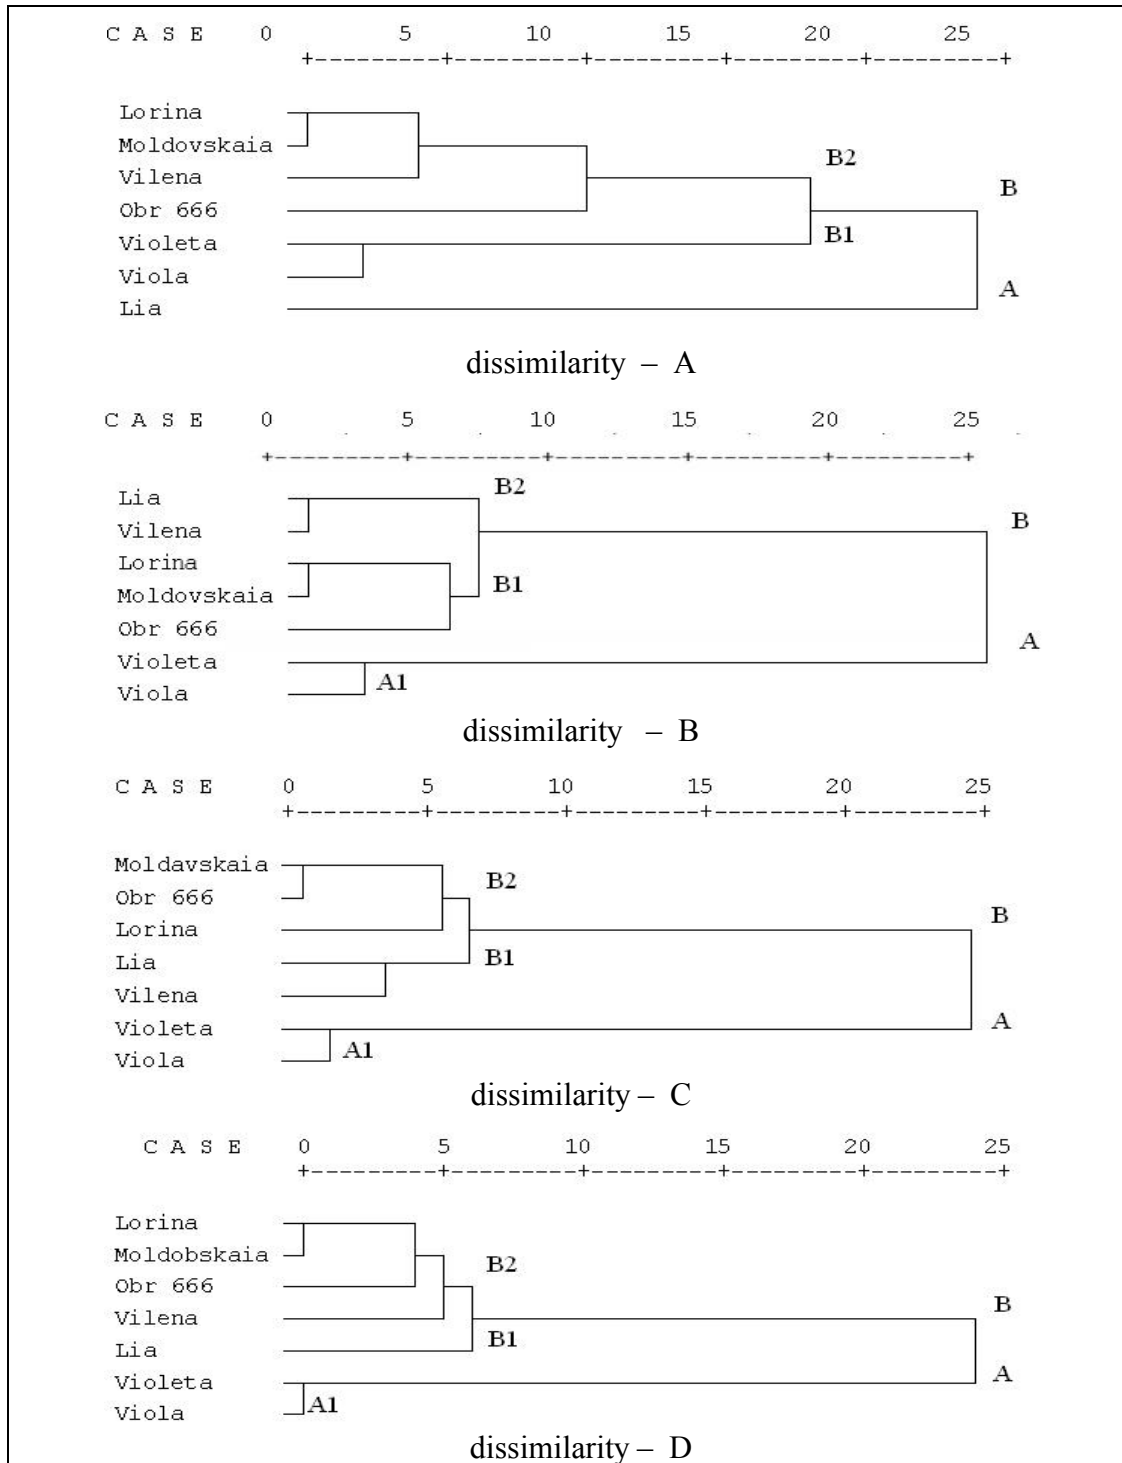 C A S E 0 5 10 15 20 25
+---------+---------+---------+---------+---------+
Lorina
Moldovskaia
B2
Vilena
B
Obr 666
B1
Violeta
Viola
A
Lia
dissimilarity – A
C A S E 0 5 10 15 20 25
+---------+---------+---------+---------+---------+
B2
Lia
B
Vilena
Lorina
B1
Moldovskaia
Obr 666
A
Violeta
A1
Viola
dissimilarity – B
C A S E 0 5 10 15 20 25
+---------+---------+---------+---------+---------+
Moldavskaia
B2
Obr 666
B
Lorina
B1
Lia
Vilena
A
Violeta
A1
Viola
dissimilarity – C
C A S E 0 5 10 15 20 25
+---------+---------+---------+---------+---------+
Lorina
Moldobskaia
B2
Obr 666
B
Vilena
B1
Lia
A
Violeta
A1
Viola
dissimilarity – D